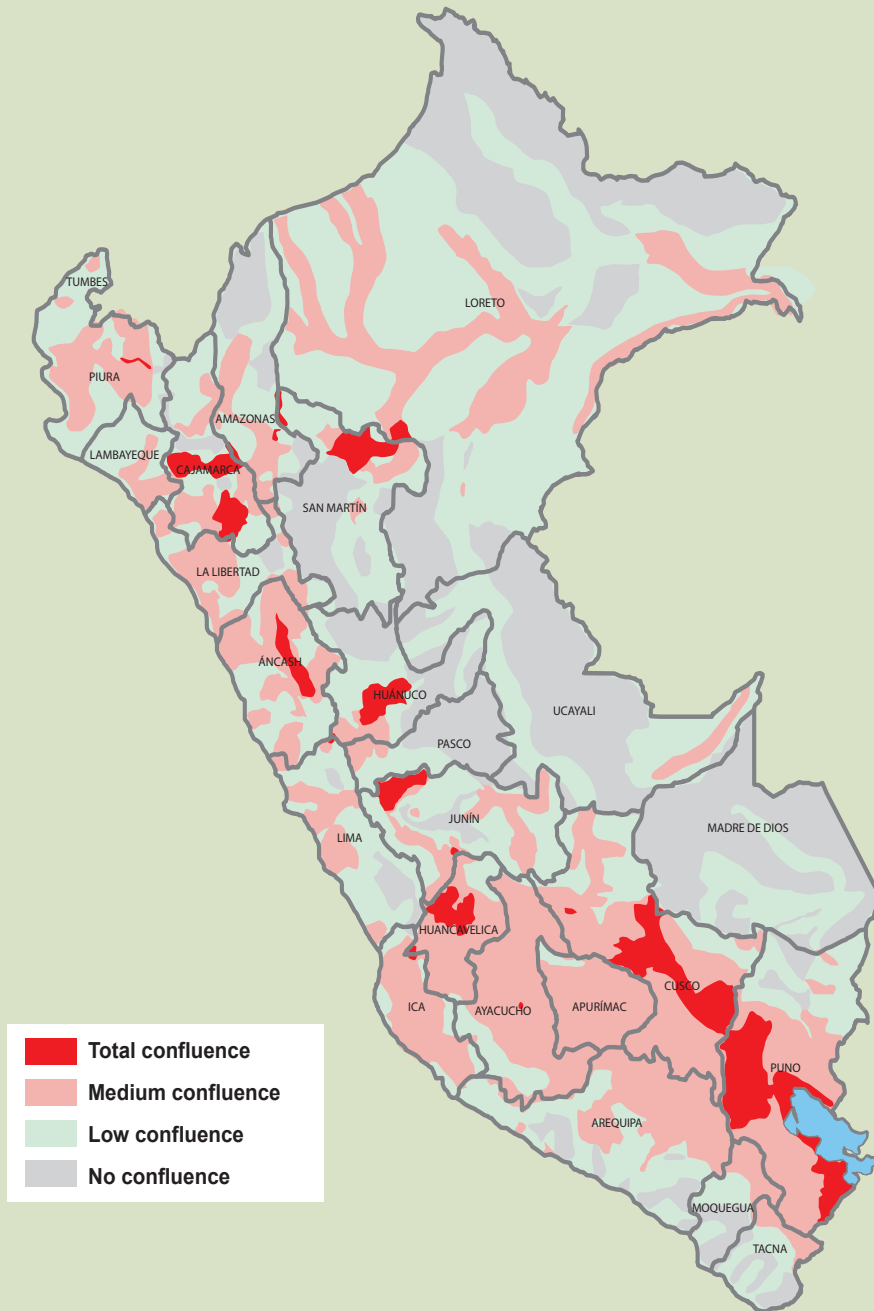 TUMBES
LORETO
PIURA
AMAZONAS
LAMBAYEQUE
CAJAMARCA
SAN MARTÍN
LA LIBERTAD
ÁNCASH
HUÁNUCO
UCAYALI
PASCO
JUNÍN
MADRE DE DIOS
LIMA
HUANCAVELICA
CUSCO
ICA
AYACUCHO
APURÍMAC
PUNO
AREQUIPA
MOQUEGUA
TACNA
Total confluence
Medium confluence
Low confluence
No confluence